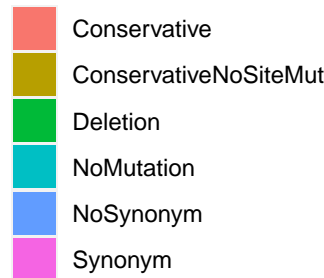 Conservative
ConservativeNoSiteMut
Deletion
NoMutation
NoSynonym
Synonym